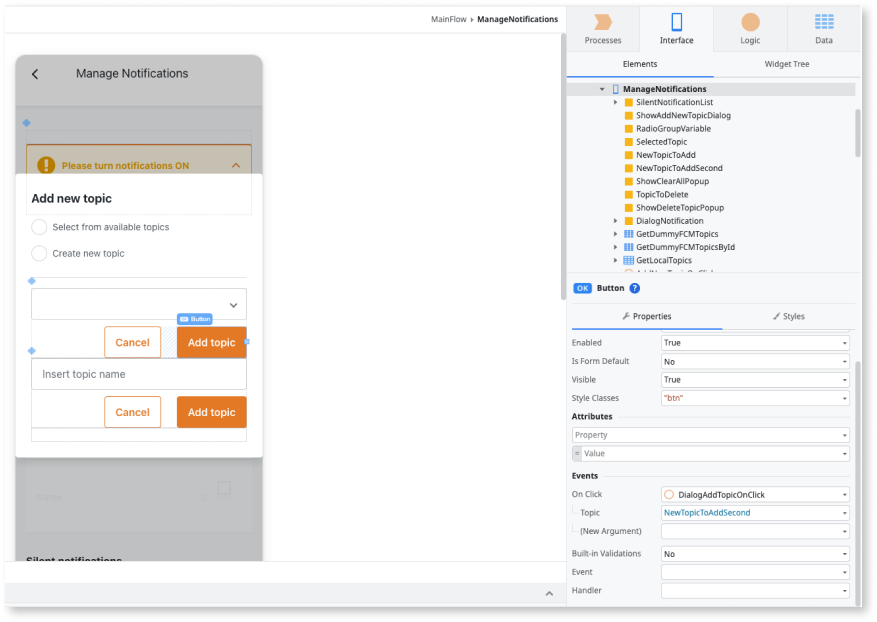 MainFlow › ManageNotifications
Processes
Interface
Logic
Data
Elements
Widget Tree
Manage Notifications
Please turn notifications ON
Add new topic
Select from available topics
Create new topic
Button
Cancel
Add topic
Insert topic name
Cancel
Add topic
Name
Silent notifications
ManageNotifications
SilentNotificationList
ShowAddNewTopicDialog
RadioGroupVariable
SelectedTopic
NewTopicToAdd
NewTopicToAddSecond
ShowClearAllPopup
TopicToDelete
ShowDeleteTopicPopup
DialogNotification
GetDummyFCMTopics
GetDummyFCMTopicsById
GetLocalTopics
OK Button ?
Properties
Styles
Enabled True
Is Form Default No
Visible True
Style Classes "btn"
Attributes
Property
= Value
Events
On Click DialogAddTopicOnClick
Topic NewTopicToAddSecond
(New Argument)
Built-in Validations No
Event
Handler